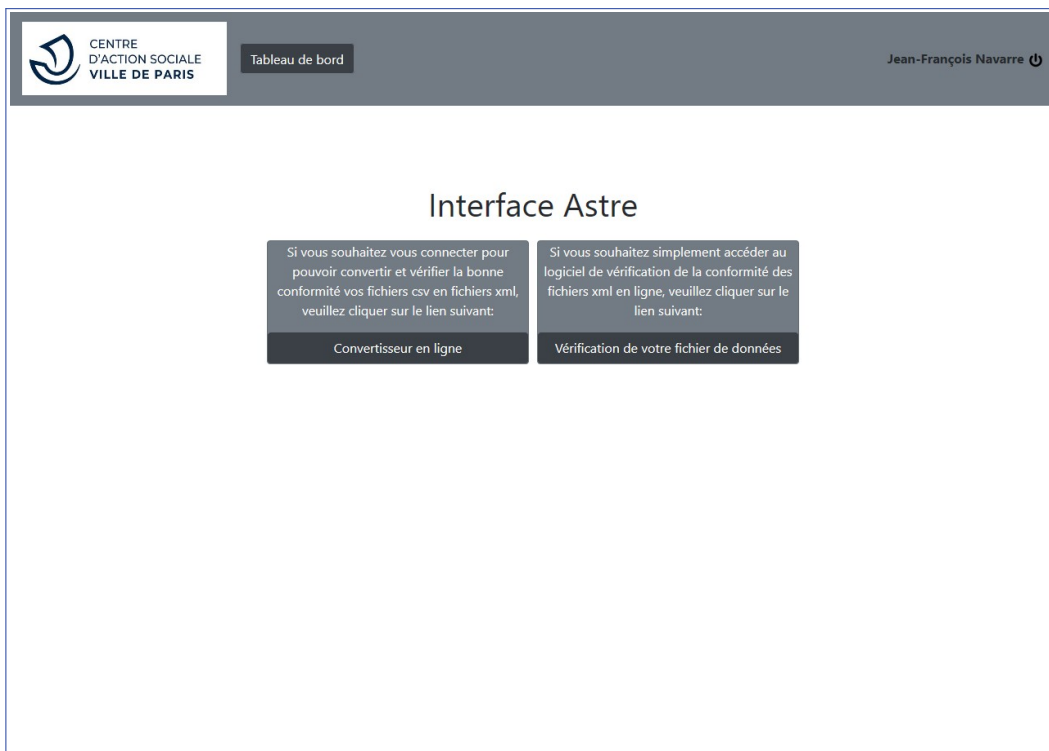 CENTRE
D'ACTION SOCIALE
VILLE DE PARIS
Tableau de bord
Jean-François Navarre
Interface Astre
Si vous souhaitez vous connecter pour
pouvoir convertir et vérifier la bonne
conformité vos fichiers csv en fichiers xml,
veuillez cliquer sur le lien suivant:
Convertisseur en ligne
Si vous souhaitez simplement accéder au
logiciel de vérification de la conformité des
fichiers xml en ligne, veuillez cliquer sur le
lien suivant:
Vérification de votre fichier de données